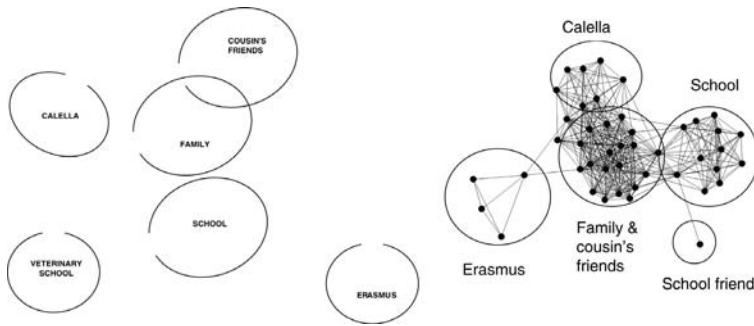 COUSIN'S
FRIENDS
CALELLA
FAMILY
SCHOOL
VETERINARY
SCHOOL
ERASMUS
Calella
School
Erasmus
Family &
cousin's
friends
School friend